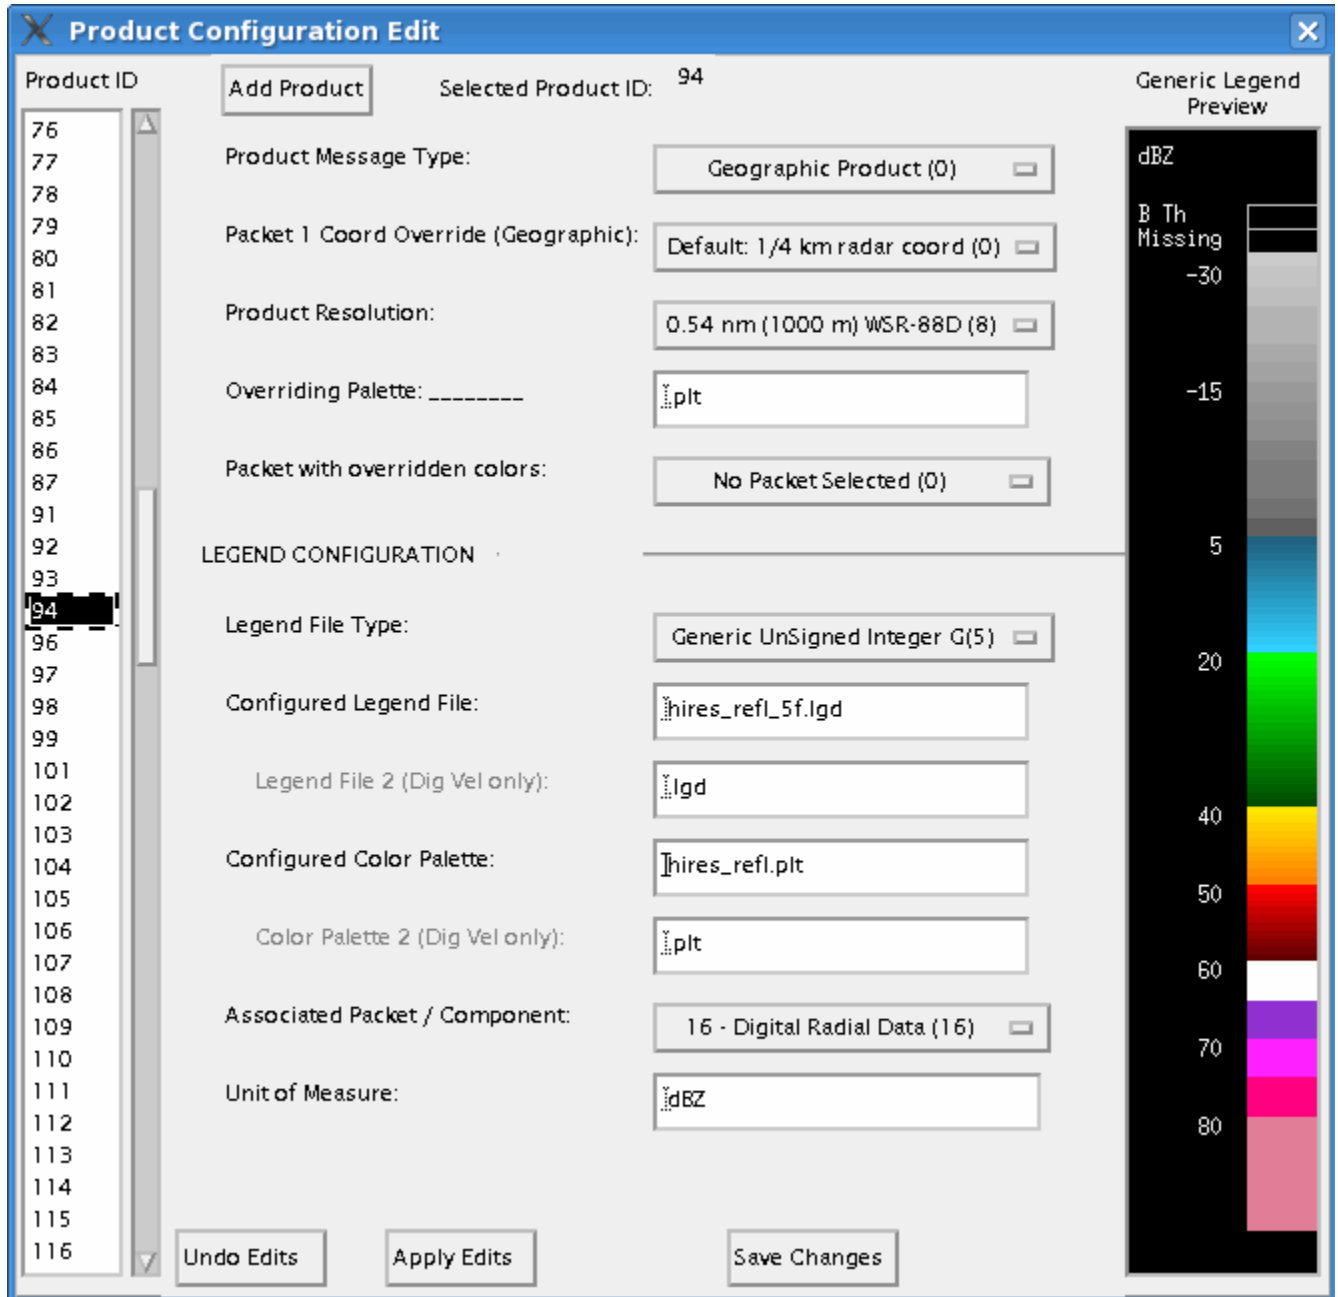 Product Configuration Edit
Product ID
Add Product
Selected Product ID: 94
Generic Legend
Preview
76
77
78
79
80
81
82
83
84
85
86
87
91
92
93
94
96
97
98
99
101
102
103
104
105
106
107
108
109
110
111
112
113
114
115
116
Product Message Type: Geographic Product (0)
Packet 1 Coord Override (Geographic): Default: 1/4 km radar coord (0)
Product Resolution: 0.54 nm (1000 m) WSR-88D (8)
Overriding Palette: ________ .plt
Packet with overridden colors: No Packet Selected (0)
LEGEND CONFIGURATION
Legend File Type: Generic UnSigned Integer G(5)
Configured Legend File: hires_refl_5f.lgd
Legend File 2 (Dig Vel only): .lgd
Configured Color Palette: hires_refl.plt
Color Palette 2 (Dig Vel only): .plt
Associated Packet / Component: 16 - Digital Radial Data (16)
Unit of Measure: dBZ
Undo Edits
Apply Edits
Save Changes
dBZ
B Th
Missing
-30
-15
5
20
40
50
60
70
80